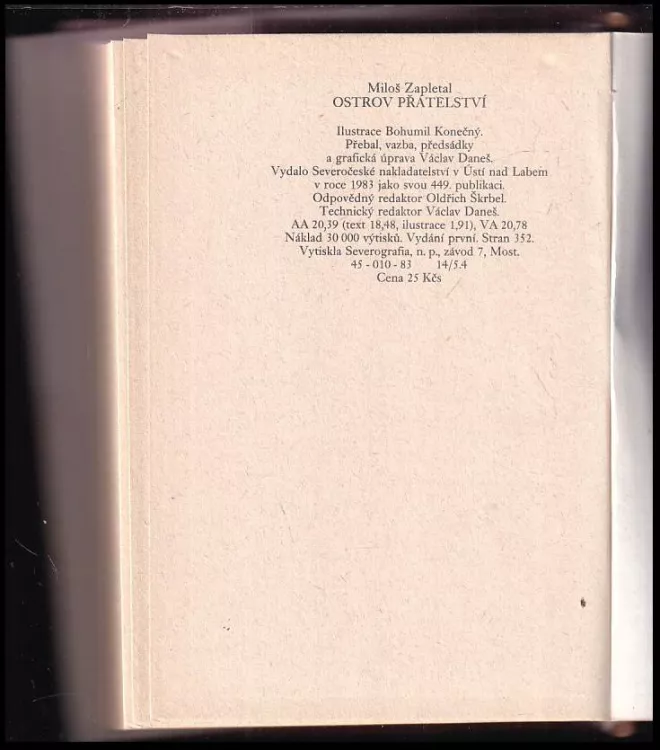 Miloš Zapletal
OSTROV PŘÁTELSTVÍ
Ilustrace Bohumil Konečný.
Přebal, vazba, předsádky
a grafická úprava Václav Daneš.
Vydalo Severočeské nakladatelství v Ústí nad Labem
v roce 1983 jako svou 449. publikaci.
Odpovědný redaktor Oldřich Škrbel.
Technický redaktor Václav Daneš.
AA 20,39 (text 18,48, ilustrace 1,91), VA 20,78
Náklad 30 000 výtisků. Vydání první. Stran 352.
Vytiskla Severografia, n. p., závod 7, Most.
45 - 010 - 83 14/5.4
Cena 25 Kčs